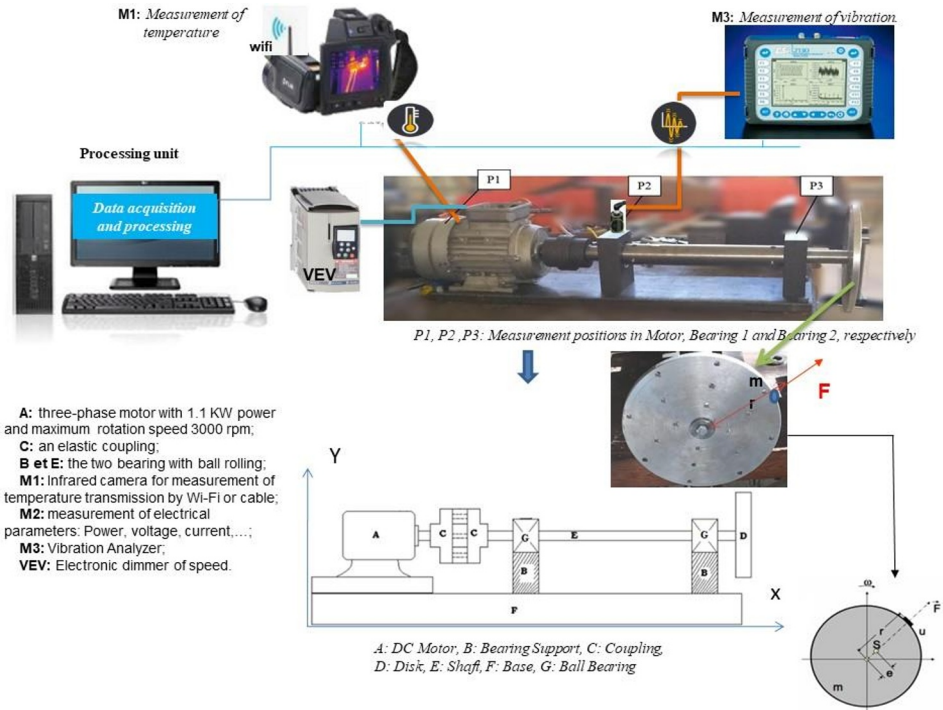 M1: Measurement of
temperature
wifi
M3: Measurement of vibration.
Processing unit
Data acquisition
and processing
VEV
P1
P2
P3
P1, P2 ,P3: Measurement positions in Motor, Bearing 1 and Bearing 2, respectively
m
r
F
A: three-phase motor with 1.1 KW power
and maximum rotation speed 3000 rpm;
C: an elastic coupling;
B et E: the two bearing with ball rolling;
M1: Infrared camera for measurement of
temperature transmission by Wi-Fi or cable;
M2: measurement of electrical
parameters: Power, voltage, current,...;
M3: Vibration Analyzer;
VEV: Electronic dimmer of speed.
Y
A
C
C
G
E
G
D
B
B
F
X
A: DC Motor, B: Bearing Support, C: Coupling,
D: Disk, E: Shaft, F: Base, G: Ball Bearing
ω
F
r
u
S
e
m